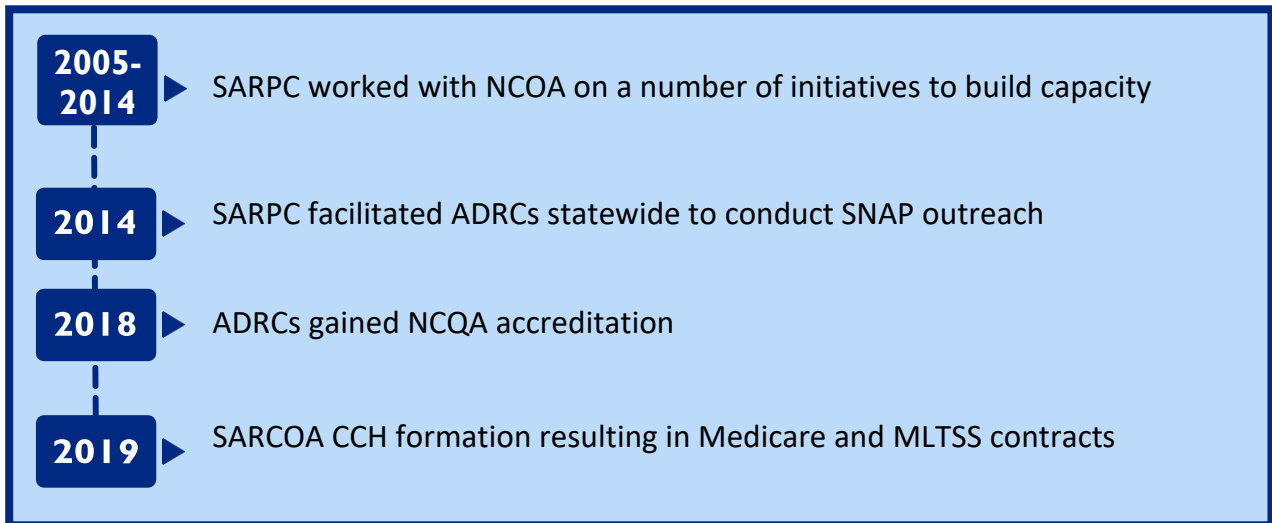 2005-
2014
SARPC worked with NCOA on a number of initiatives to build capacity
2014
SARPC facilitated ADRCs statewide to conduct SNAP outreach
2018
ADRCs gained NCQA accreditation
2019
SARCOA CCH formation resulting in Medicare and MLTSS contracts